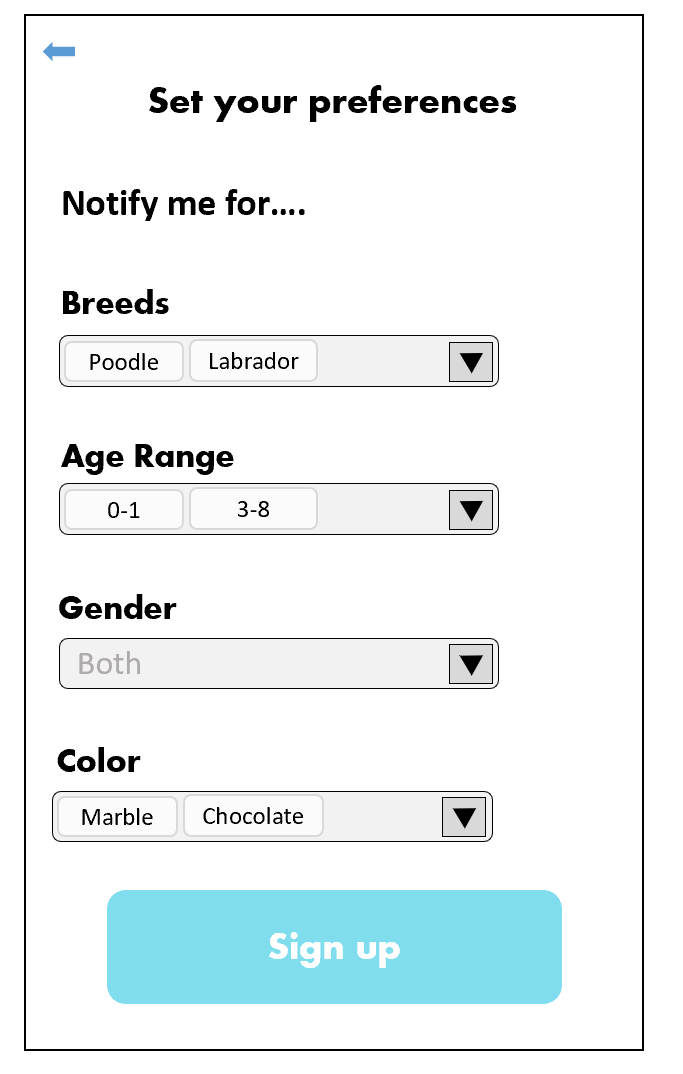 Set your preferences
Notify me for....
Breeds
Poodle Labrador
Age Range
0-1 3-8
Gender
Both
Color
Marble Chocolate
Sign up